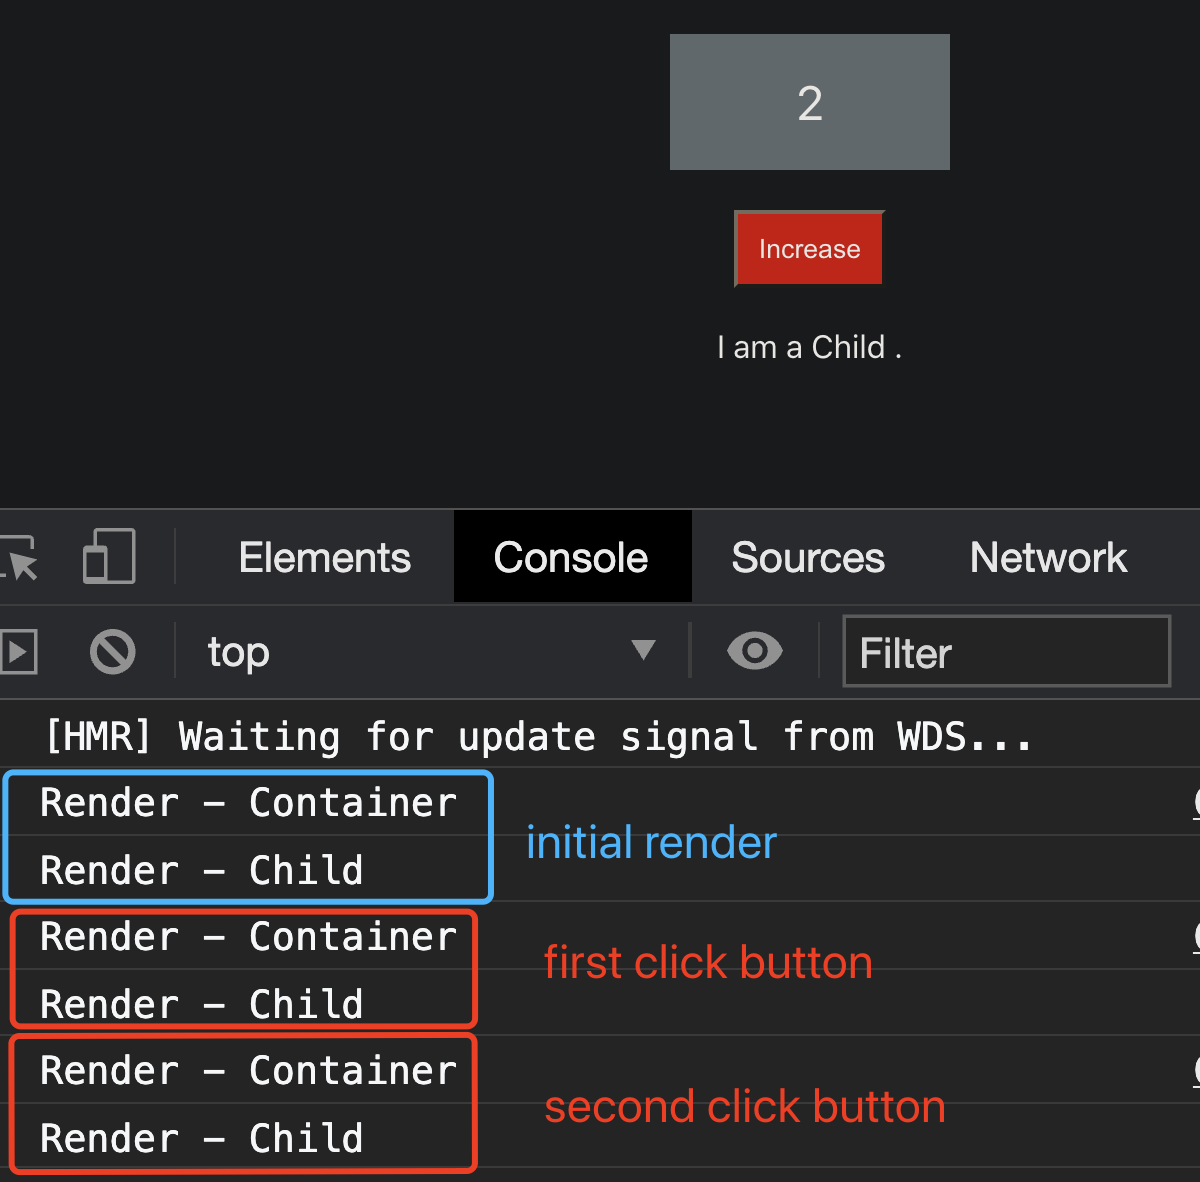 2
Increase
I am a Child .
Elements Console Sources Network
top Filter
[HMR] Waiting for update signal from WDS...
Render – Container
initial render
Render – Child
Render – Container
first click button
Render – Child
Render – Container
second click button
Render – Child